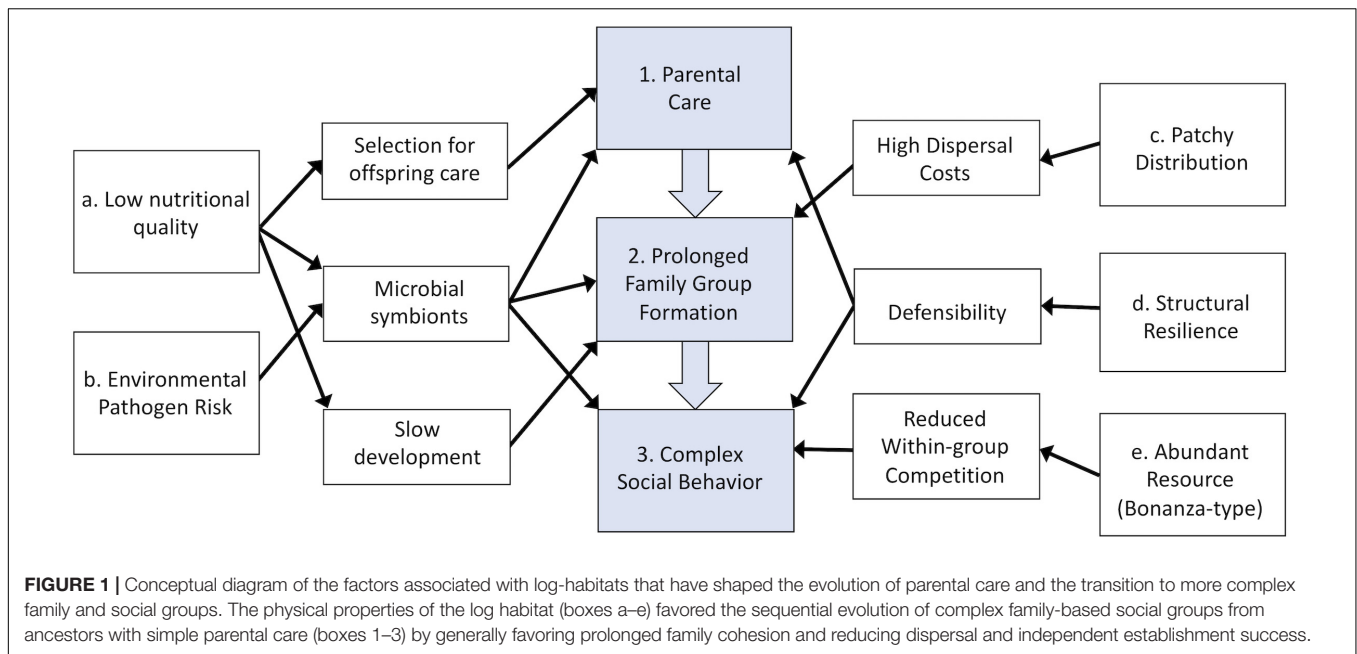 1. Parental
Care
2. Prolonged
Family Group
Formation
3. Complex
Social Behavior
a. Low nutritional
quality
b. Environmental
Pathogen Risk
Selection for
offspring care
Microbial
symbionts
Slow
development
High Dispersal
Costs
Defensibility
Reduced
Within-group
Competition
c. Patchy
Distribution
d. Structural
Resilience
e. Abundant
Resource
(Bonanza-type)
FIGURE 1 | Conceptual diagram of the factors associated with log-habitats that have shaped the evolution of parental care and the transition to more complex
family and social groups. The physical properties of the log habitat (boxes a–e) favored the sequential evolution of complex family-based social groups from
ancestors with simple parental care (boxes 1–3) by generally favoring prolonged family cohesion and reducing dispersal and independent establishment success.